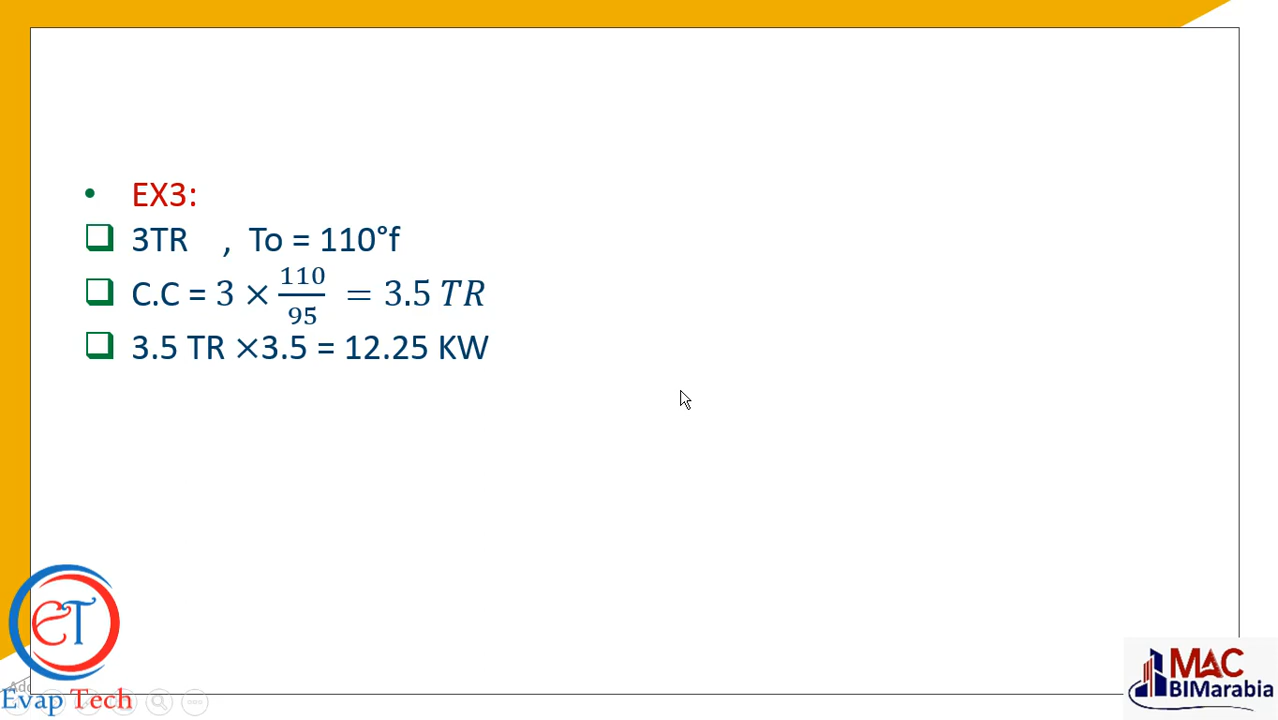 EX3:
3TR , To = 110°f
C.C = 3 × 110/95 = 3.5 TR
3.5 TR ×3.5 = 12.25 KW
ET
Evap Tech
MAC
BIMarabia